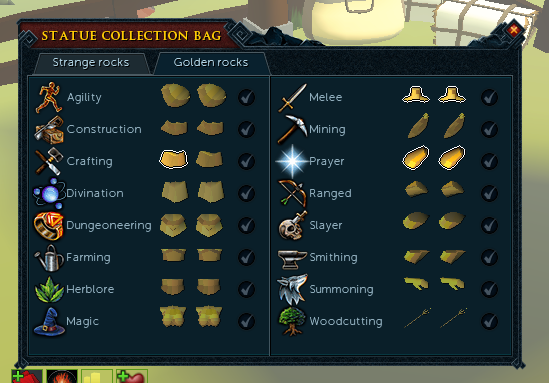 STATUE COLLECTION BAG
Strange rocks
Golden rocks
Agility
Construction
Crafting
Divination
Dungeoneering
Farming
Herblore
Magic
Melee
Mining
Prayer
Ranged
Slayer
Smithing
Summoning
Woodcutting